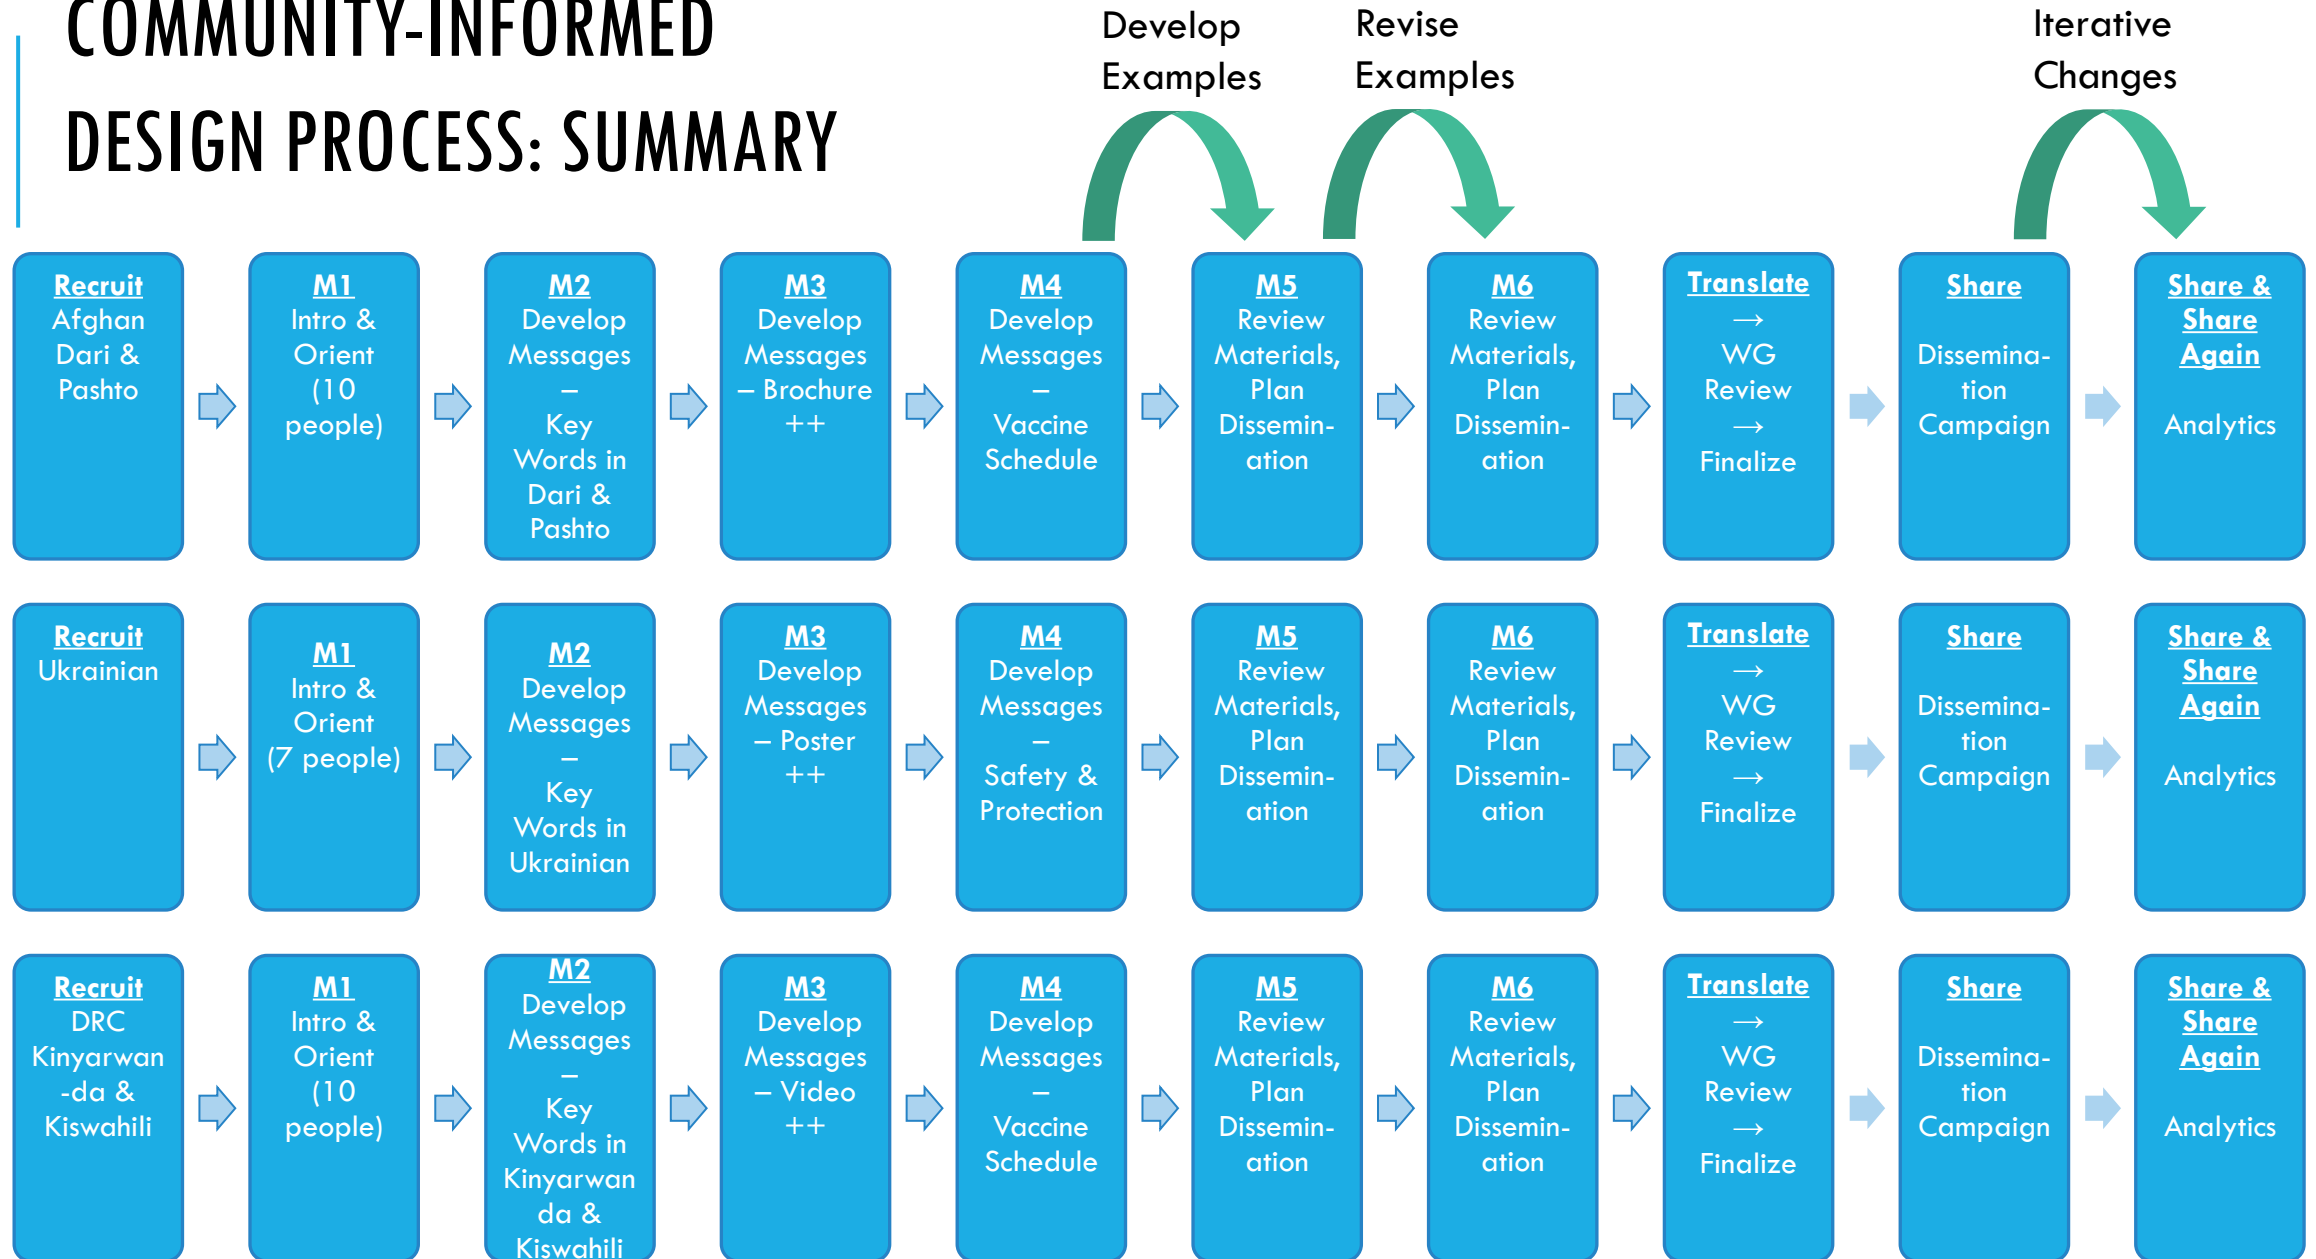 COMMUNITY-INFORMED
DESIGN PROCESS: SUMMARY
Develop
Examples
Revise
Examples
Iterative
Changes
Recruit
Afghan
Dari &
Pashto
M1
Intro &
Orient
(10
people)
M2
Develop
Messages
–
Key
Words in
Dari &
Pashto
M3
Develop
Messages
– Brochure
++
M4
Develop
Messages
–
Vaccine
Schedule
M5
Review
Materials,
Plan
Dissemin-
ation
M6
Review
Materials,
Plan
Dissemin-
ation
Translate
→
WG
Review
→
Finalize
Share
Dissemina-
tion
Campaign
Share &
Share
Again
Analytics
Recruit
Ukrainian
M1
Intro &
Orient
(7 people)
M2
Develop
Messages
–
Key
Words in
Ukrainian
M3
Develop
Messages
– Poster
++
M4
Develop
Messages
–
Safety &
Protection
M5
Review
Materials,
Plan
Dissemin-
ation
M6
Review
Materials,
Plan
Dissemin-
ation
Translate
→
WG
Review
→
Finalize
Share
Dissemina-
tion
Campaign
Share &
Share
Again
Analytics
Recruit
DRC
Kinyarwan
-da &
Kiswahili
M1
Intro &
Orient
(10
people)
M2
Develop
Messages
–
Key
Words in
Kinyarwan
da &
Kiswahili
M3
Develop
Messages
– Video
++
M4
Develop
Messages
–
Vaccine
Schedule
M5
Review
Materials,
Plan
Dissemin-
ation
M6
Review
Materials,
Plan
Dissemin-
ation
Translate
→
WG
Review
→
Finalize
Share
Dissemina-
tion
Campaign
Share &
Share
Again
Analytics